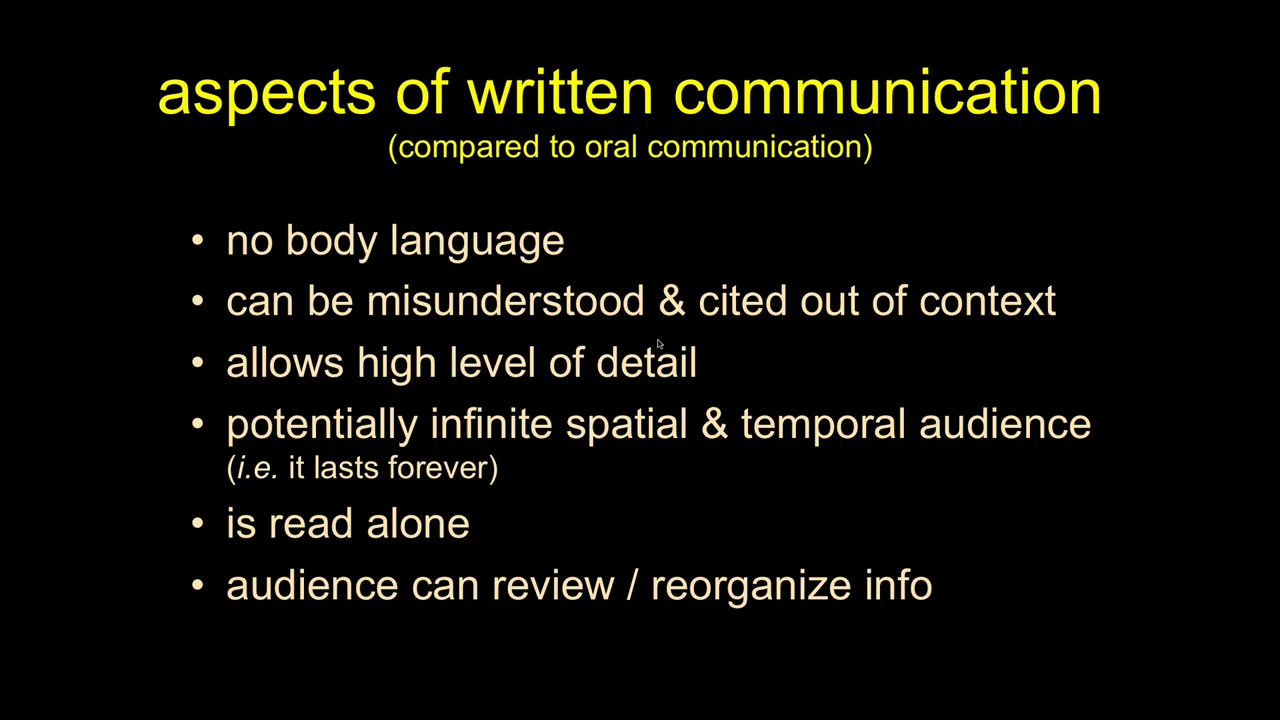 aspects of written communication
(compared to oral communication)
• no body language
• can be misunderstood & cited out of context
• allows high level of detail
• potentially infinite spatial & temporal audience
(i.e. it lasts forever)
• is read alone
• audience can review / reorganize info